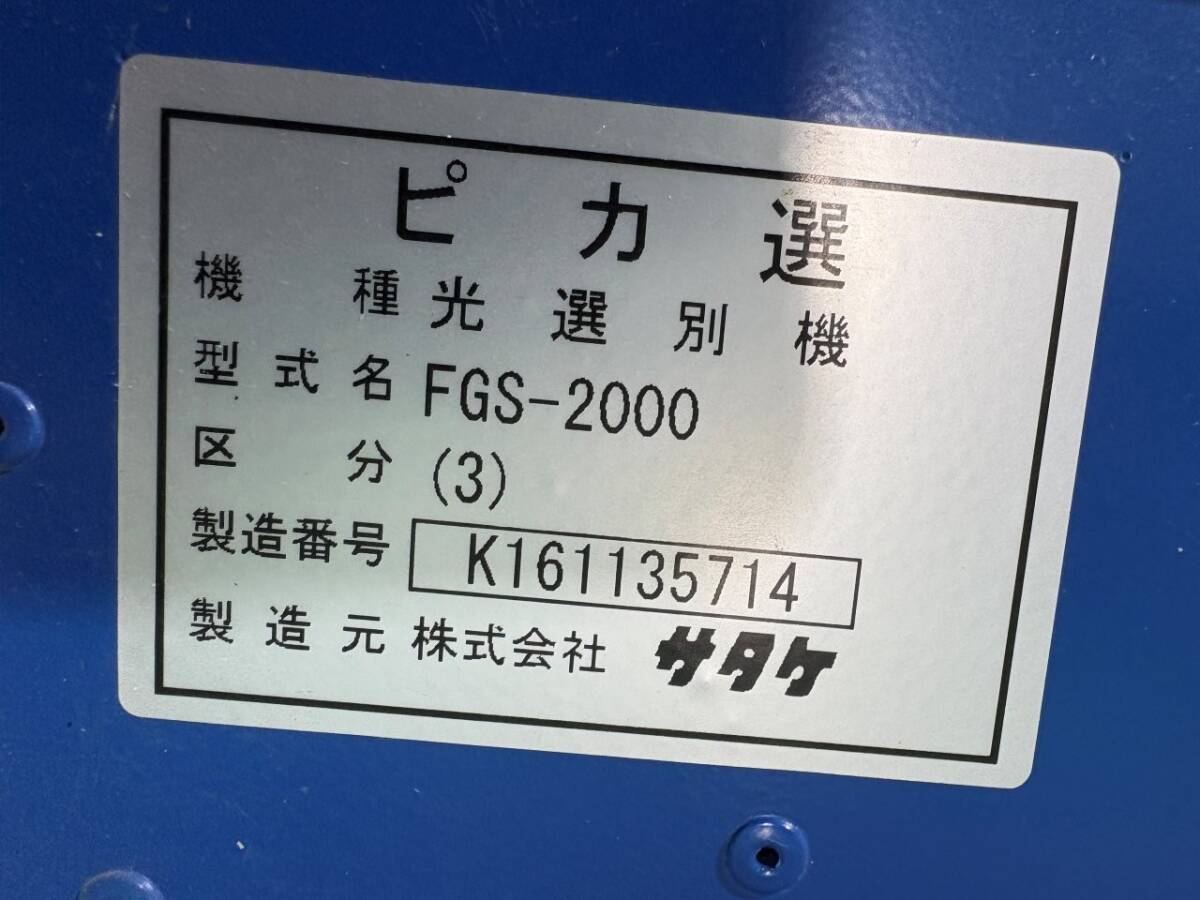 ピカ選
機種 光選別機
型式名 FGS-2000
区分 (3)
製造番号 K161135714
製造元 株式会社 サタケ